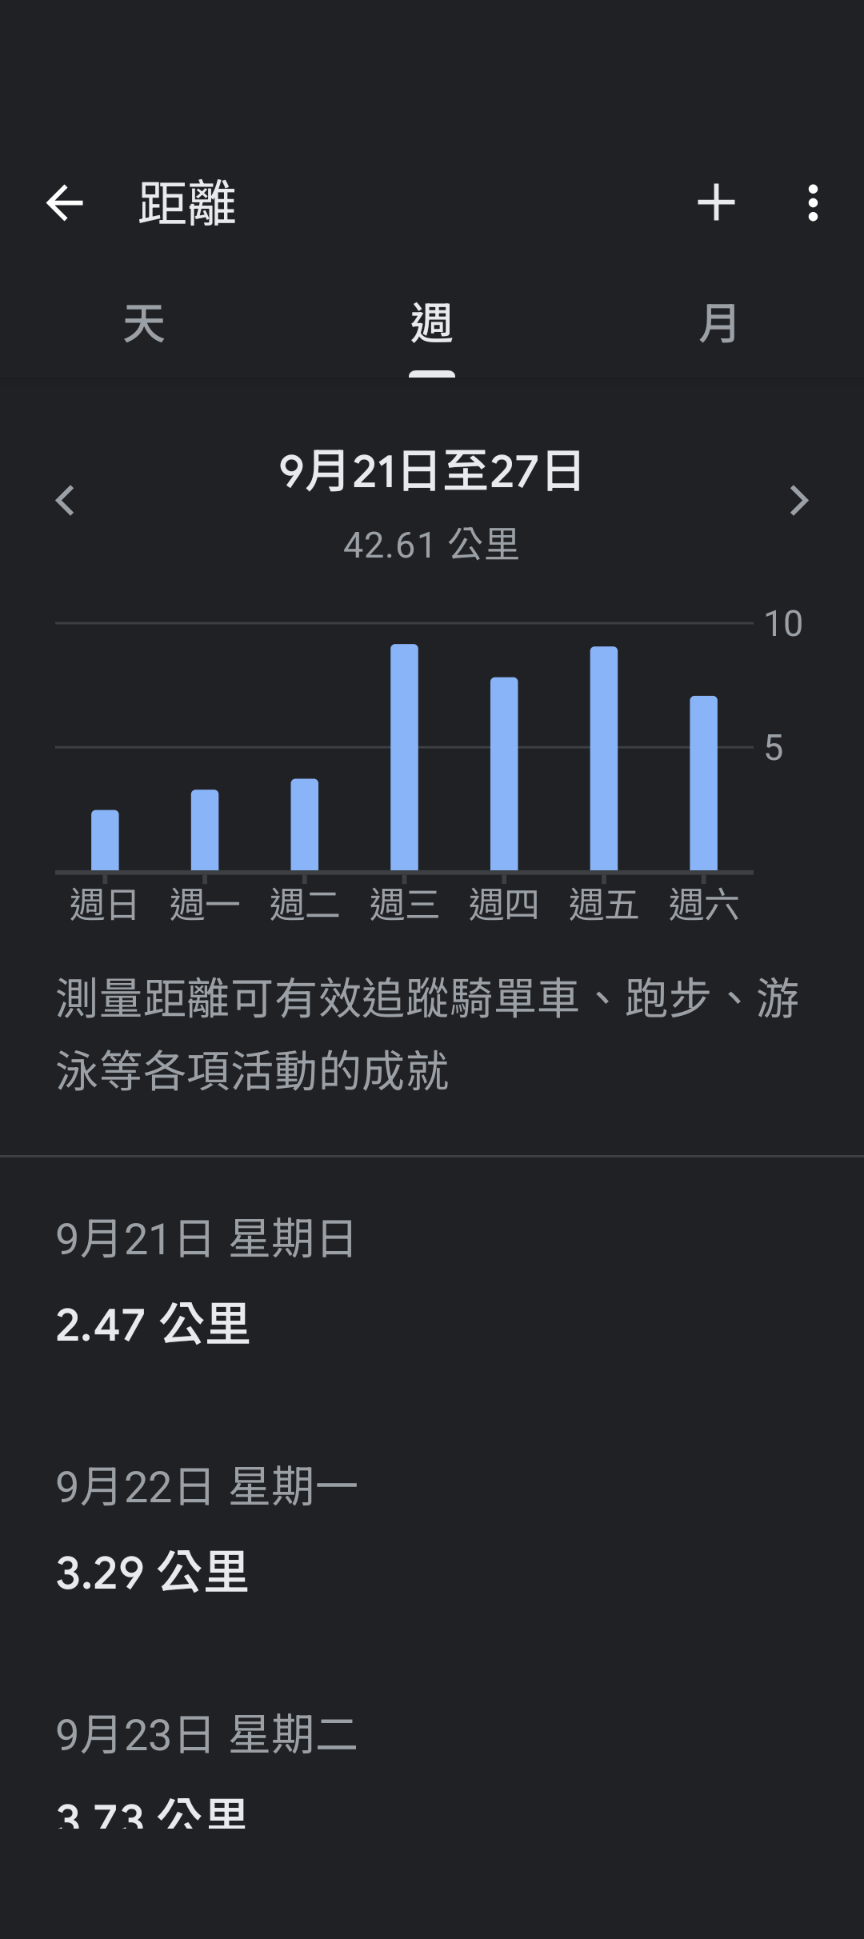 距離
天 週 月
9月21日至27日
42.61 公里
10
5
週日 週一 週二 週三 週四 週五 週六
測量距離可有效追蹤騎單車、跑步、游
泳等各項活動的成就
9月21日 星期日
2.47 公里
9月22日 星期一
3.29 公里
9月23日 星期二
3.73 公里